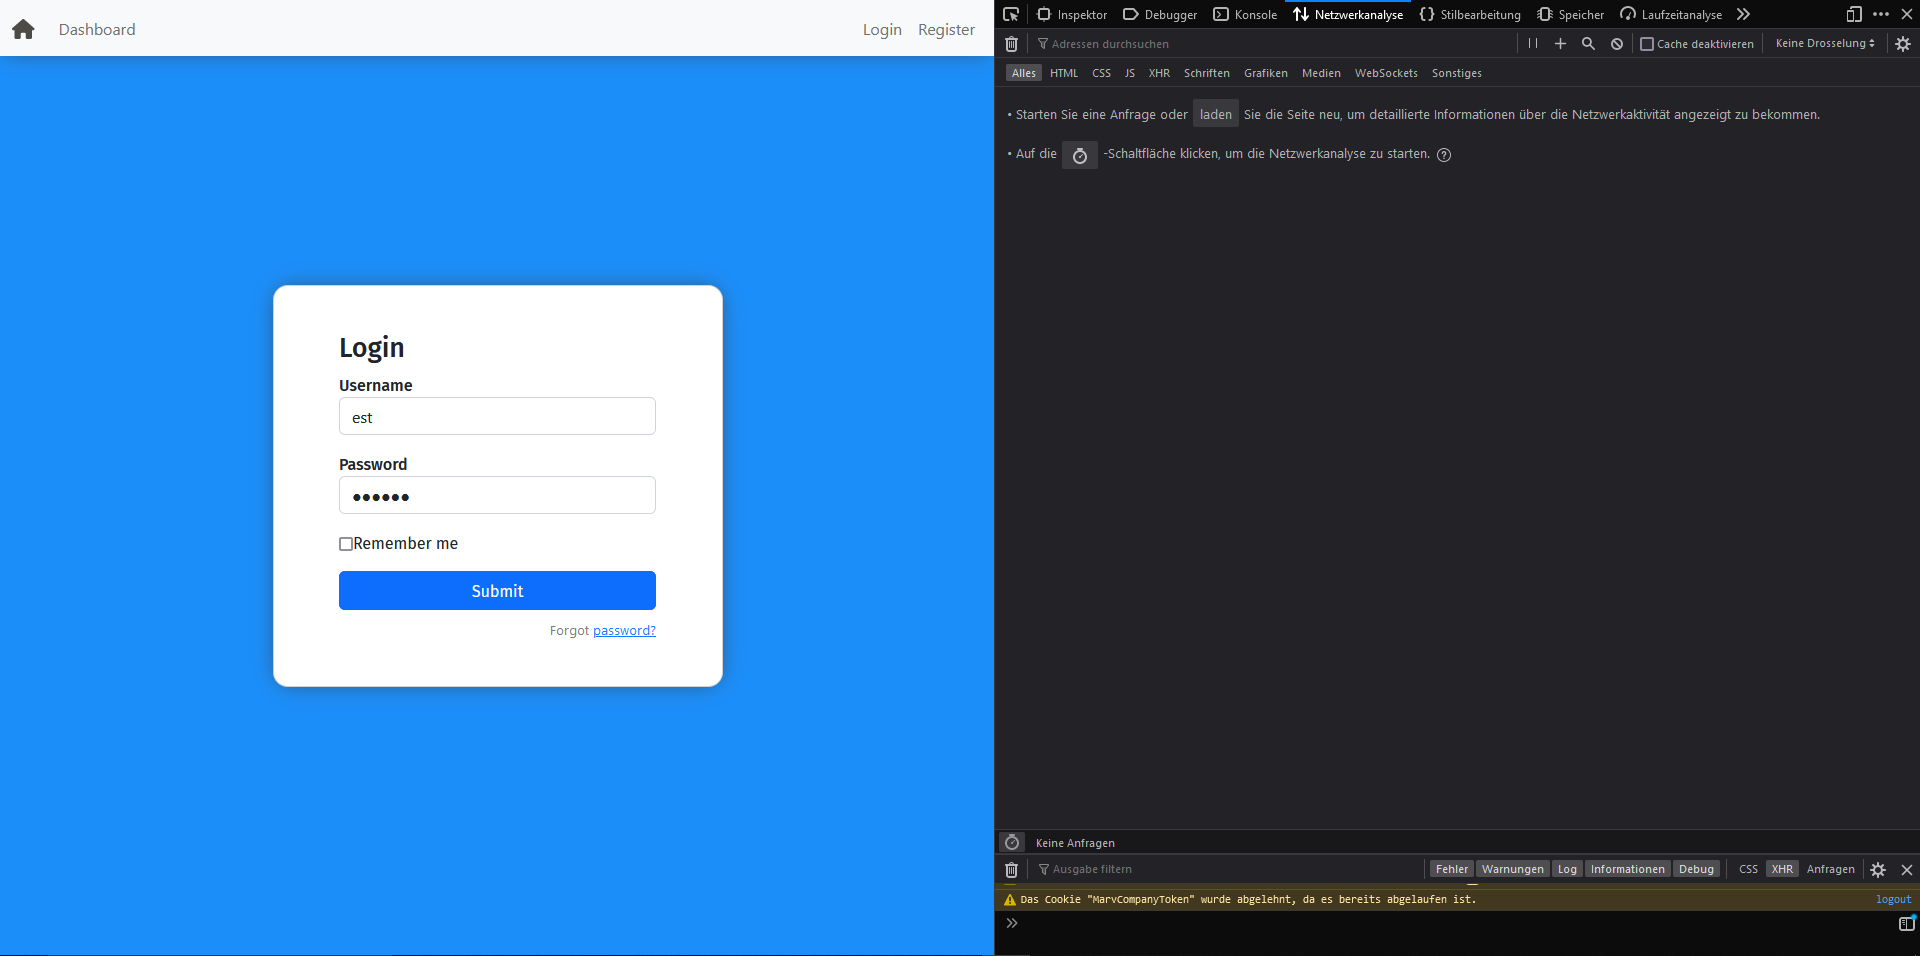 Dashboard
Login Register
Login
Username
est
Password
••••••
Remember me
Submit
Forgot password?
Inspektor Debugger Konsole Netzwerkanalyse Stilbearbeitung Speicher Laufzeitanalyse
Adressen durchsuchen
Cache deaktivieren Keine Drosselung
Alles HTML CSS JS XHR Schriften Grafiken Medien WebSockets Sonstiges
• Starten Sie eine Anfrage oder laden Sie die Seite neu, um detaillierte Informationen über die Netzwerkaktivität angezeigt zu bekommen.
• Auf die -Schaltfläche klicken, um die Netzwerkanalyse zu starten.
Keine Anfragen
Ausgabe filtern
Fehler Warnungen Log Informationen Debug CSS XHR Anfragen
Das Cookie "MarvCompanyToken" wurde abgelehnt, da es bereits abgelaufen ist. logout